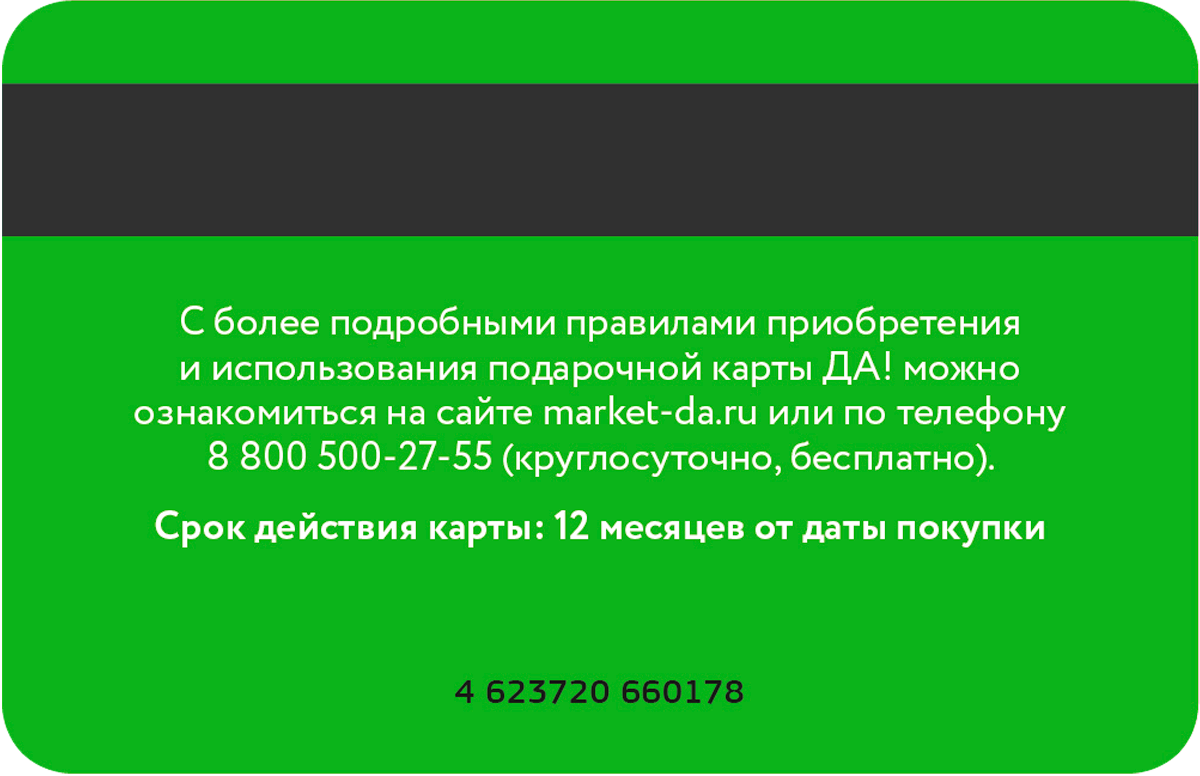 С более подробными правилами приобретения
и использования подарочной карты ДА! можно
ознакомиться на сайте market-da.ru или по телефону
8 800 500-27-55 (круглосуточно, бесплатно).
Срок действия карты: 12 месяцев от даты покупки
4 623720 660178